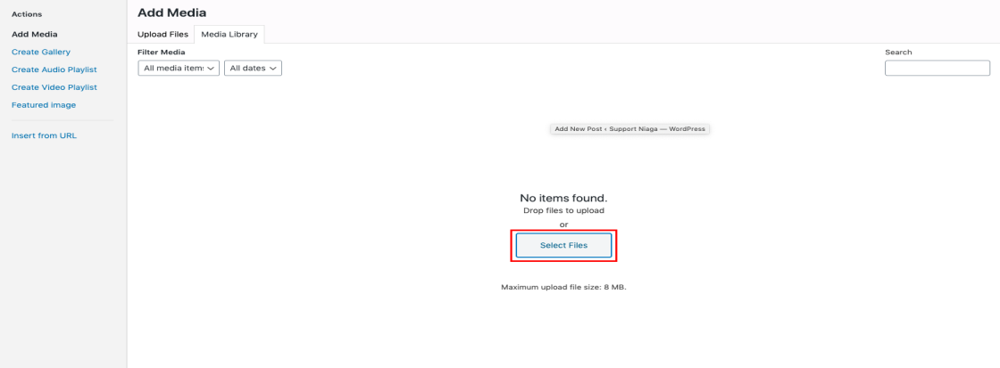 Actions
Add Media
Create Gallery
Create Audio Playlist
Create Video Playlist
Featured image
Insert from URL
Add Media
Upload Files
Media Library
Filter Media
All media item:
All dates
Search
Add New Post ‹ Support Niaga — WordPress
No items found.
Drop files to upload
or
Select Files
Maximum upload file size: 8 MB.